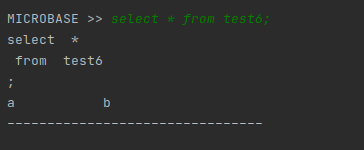 MICROBASE >> select * from test6;
select  *
 from  test6
;
a           b
--------------------------------